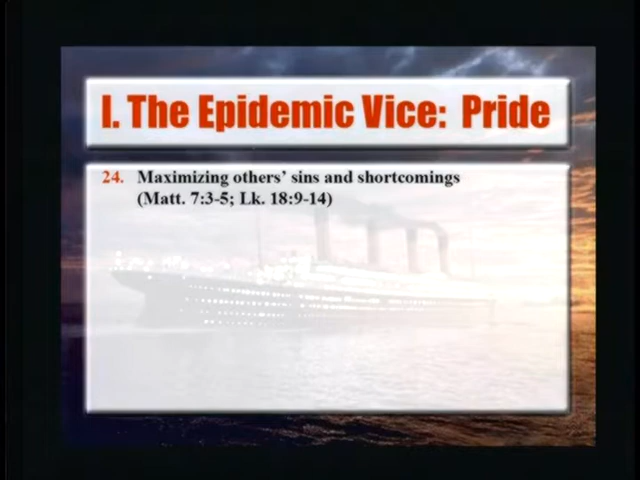 I. The Epidemic Vice: Pride
24. Maximizing others' sins and shortcomings
(Matt. 7:3-5; Lk. 18:9-14)